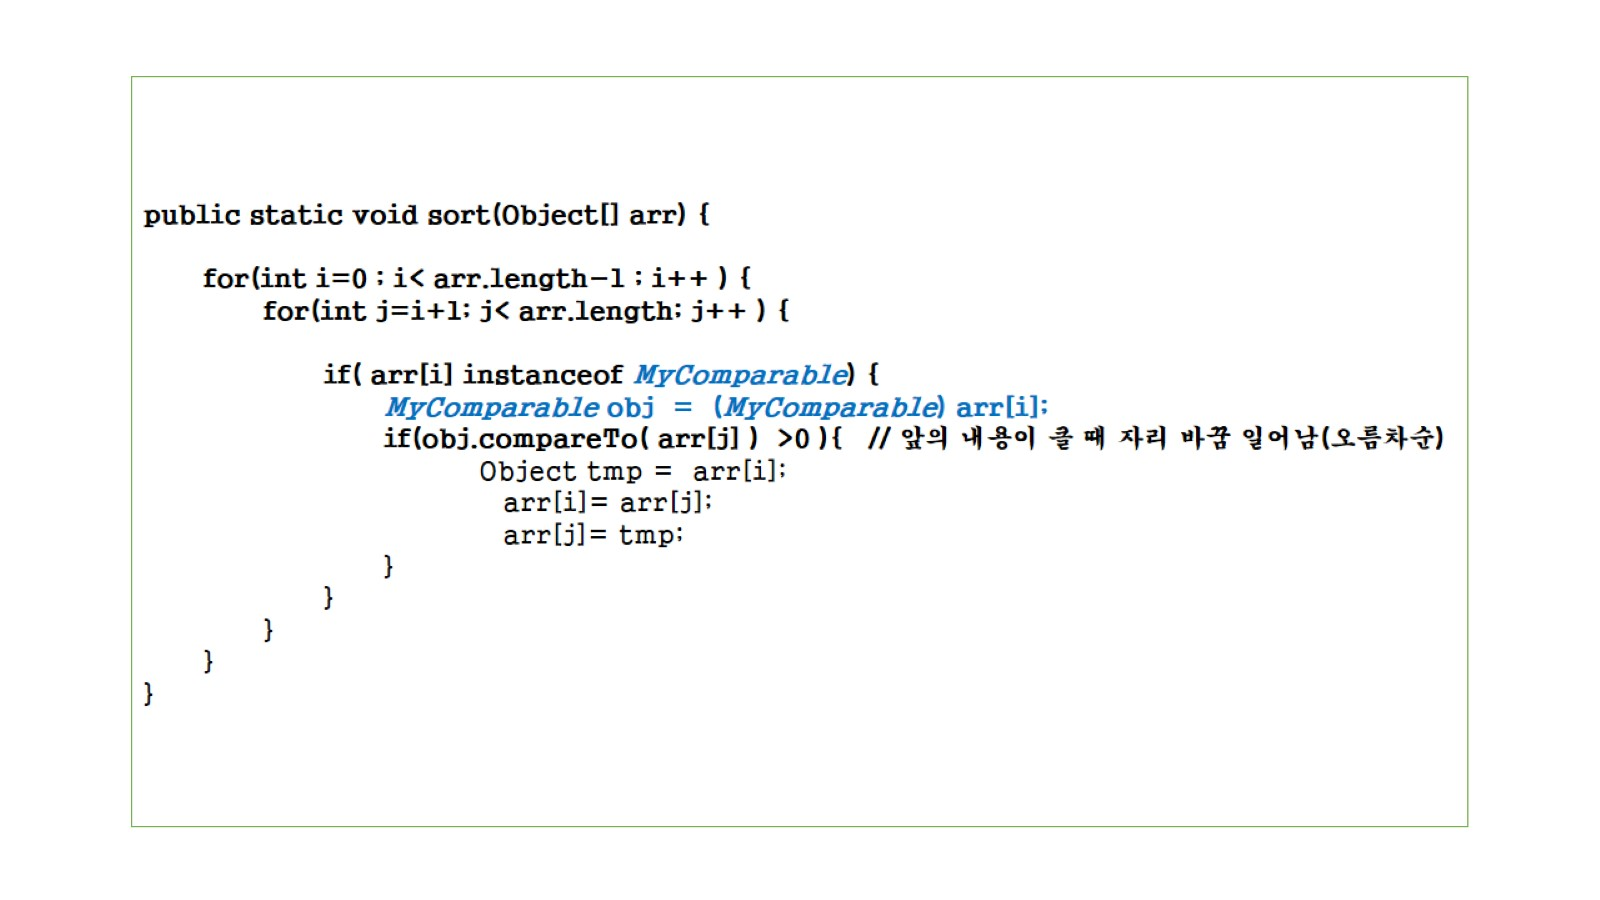 public static void sort(Object[] arr) {
for(int i=0 ; i< arr.length-1 ; i++ ) {
for(int j=i+1; j< arr.length; j++ ) {
if( arr[i] instanceof MyComparable) {
MyComparable obj = (MyComparable) arr[i];
if(obj.compareTo( arr[j] ) >0 ){ // 앞의 내용이 클 때 자리 바꿈 일어남(오름차순)
Object tmp = arr[i];
arr[i]= arr[j];
arr[j]= tmp;
}
}
}
}
}